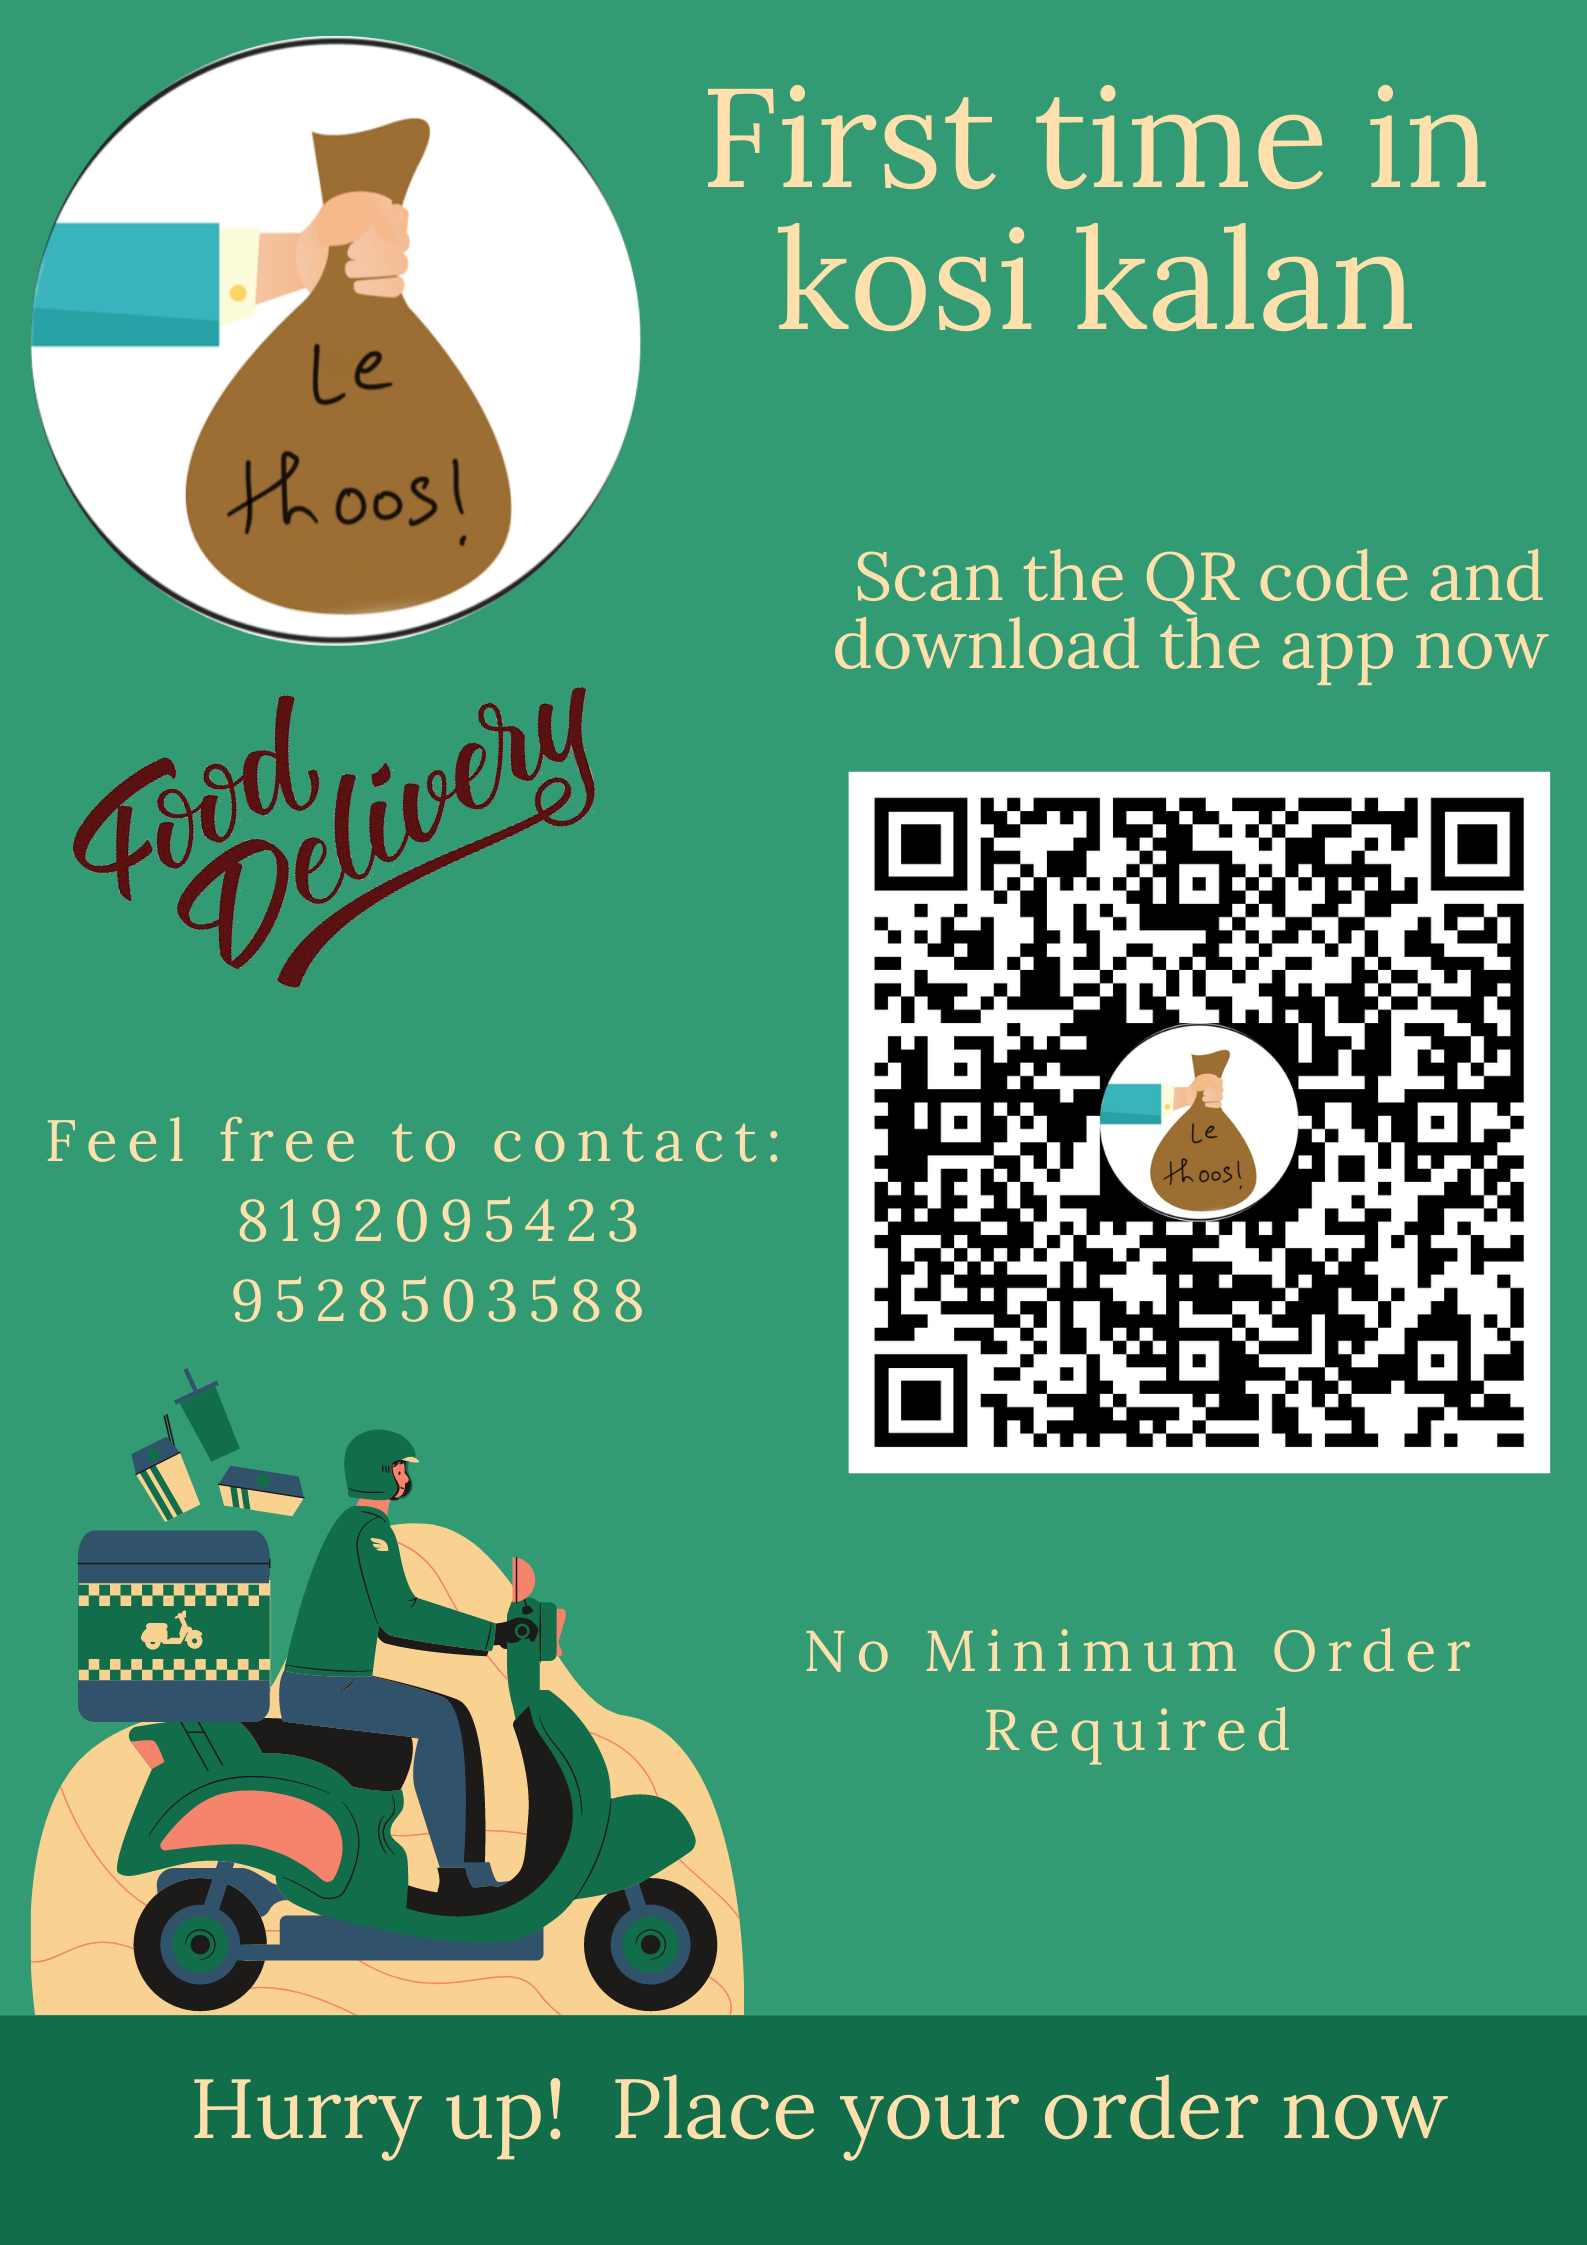 Le
thoos!
First time in
kosi kalan
Scan the QR code and
download the app now
Food
Delivery
Le
thoos!
Feel free to contact:
8192095423
9528503588
No Minimum Order
Required
Hurry up!  Place your order now